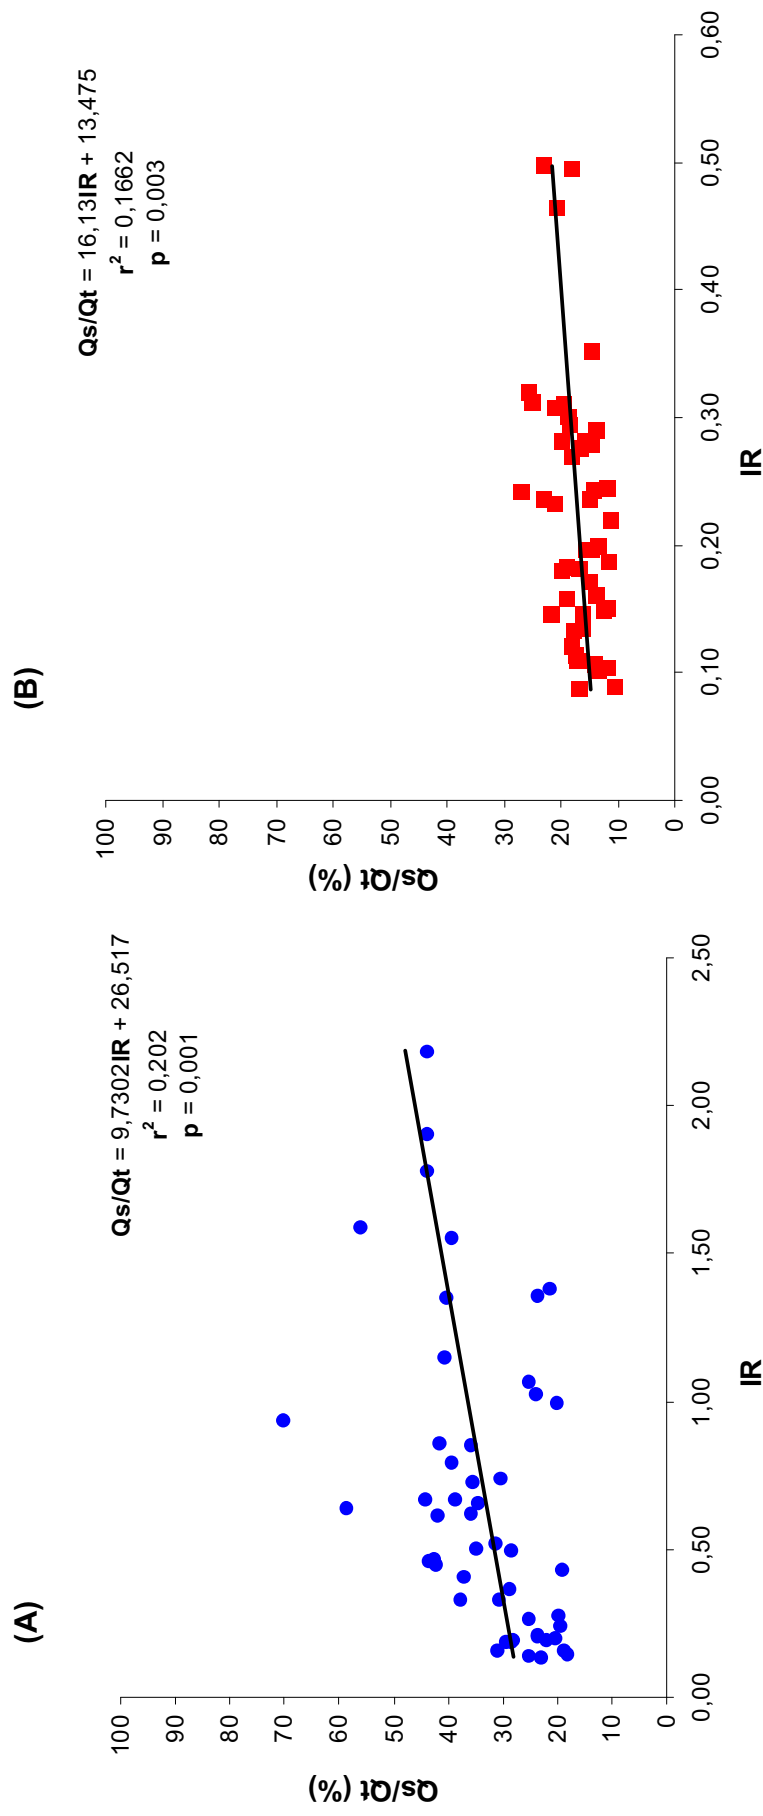 (A)
Qs/Qt = 9,7302IR + 26,517
r² = 0,202
p = 0,001
100
90
80
70
60
50
40
30
20
10
0
Qs/Qt (%)
0,00 0,50 1,00 1,50 2,00 2,50
IR
(B)
Qs/Qt = 16,13IR + 13,475
r² = 0,1662
p = 0,003
100
90
80
70
60
50
40
30
20
10
0
Qs/Qt (%)
0,00 0,10 0,20 0,30 0,40 0,50 0,60
IR